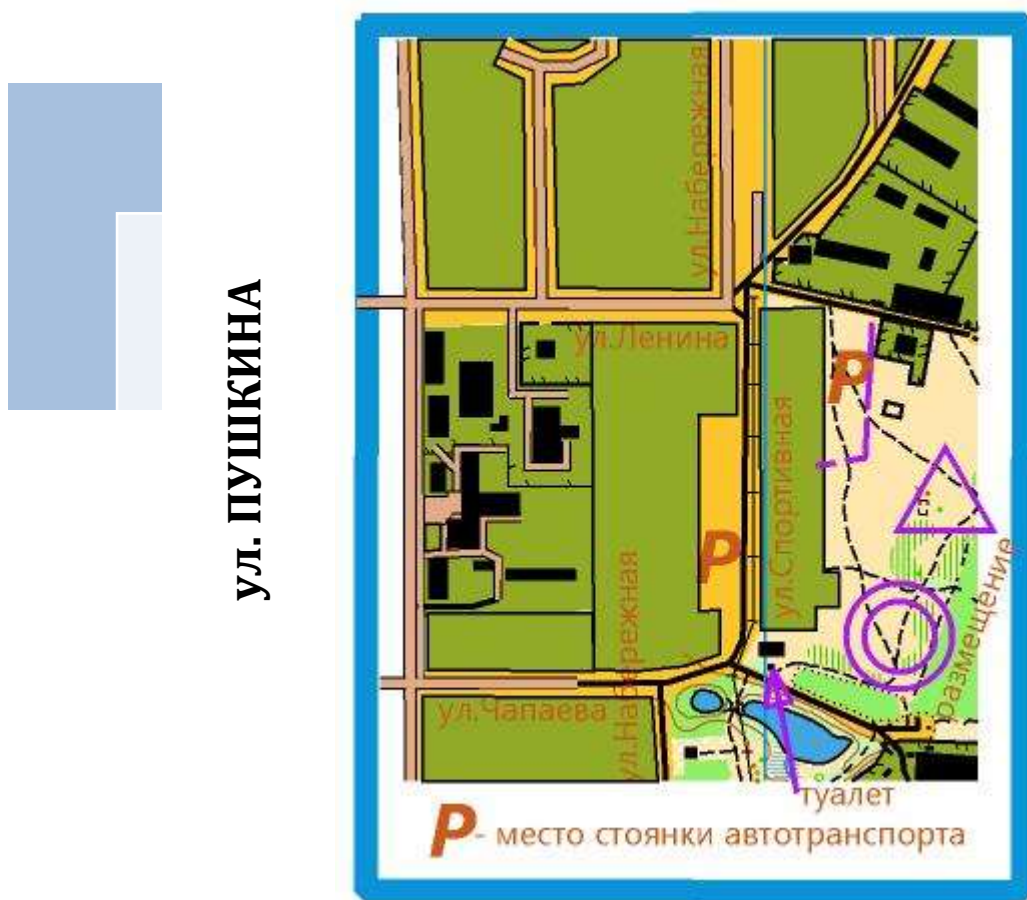 ул. ПУШКИНА
ул.Набережная
ул.Ленина
Р
ул.Спортивная
Р
ул.Набережная
размещение
ул.Чапаева
туалет
Р - место стоянки автотранспорта